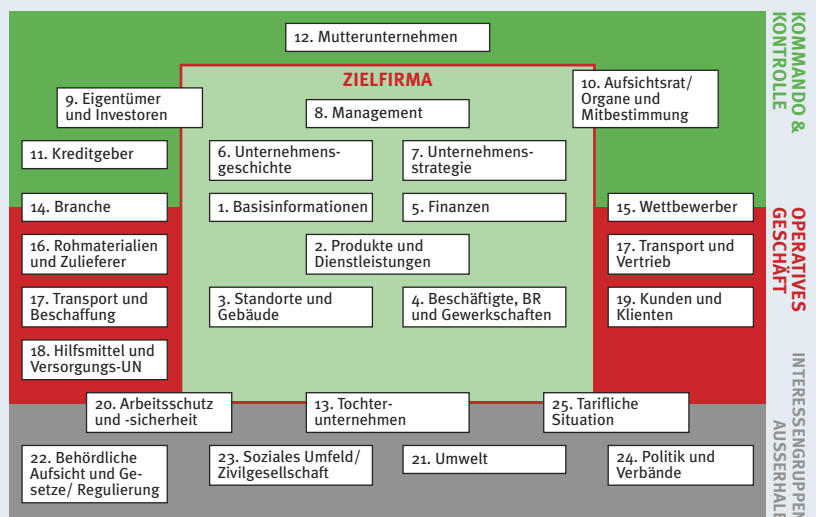 12. Mutterunternehmen
ZIELFIRMA
9. Eigentümer
und Investoren
8. Management
10. Aufsichtsrat/
Organe und
Mitbestimmung
11. Kreditgeber
6. Unternehmens-
geschichte
7. Unternehmens-
strategie
14. Branche
1. Basisinformationen
5. Finanzen
15. Wettbewerber
16. Rohmaterialien
und Zulieferer
2. Produkte und
Dienstleistungen
17. Transport und
Vertrieb
17. Transport und
Beschaffung
3. Standorte und
Gebäude
4. Beschäftigte, BR
und Gewerkschaften
19. Kunden und
Klienten
18. Hilfsmittel und
Versorgungs-UN
20. Arbeitsschutz
und -sicherheit
13. Tochter-
unternehmen
25. Tarifliche
Situation
22. Behördliche
Aufsicht und Ge-
setze/ Regulierung
23. Soziales Umfeld/
Zivilgesellschaft
21. Umwelt
24. Politik und
Verbände
KOMMANDO &
KONTROLLE
OPERATIVES
GESCHÄFT
INTERESSENGRUPPEN
AUSSERHALB